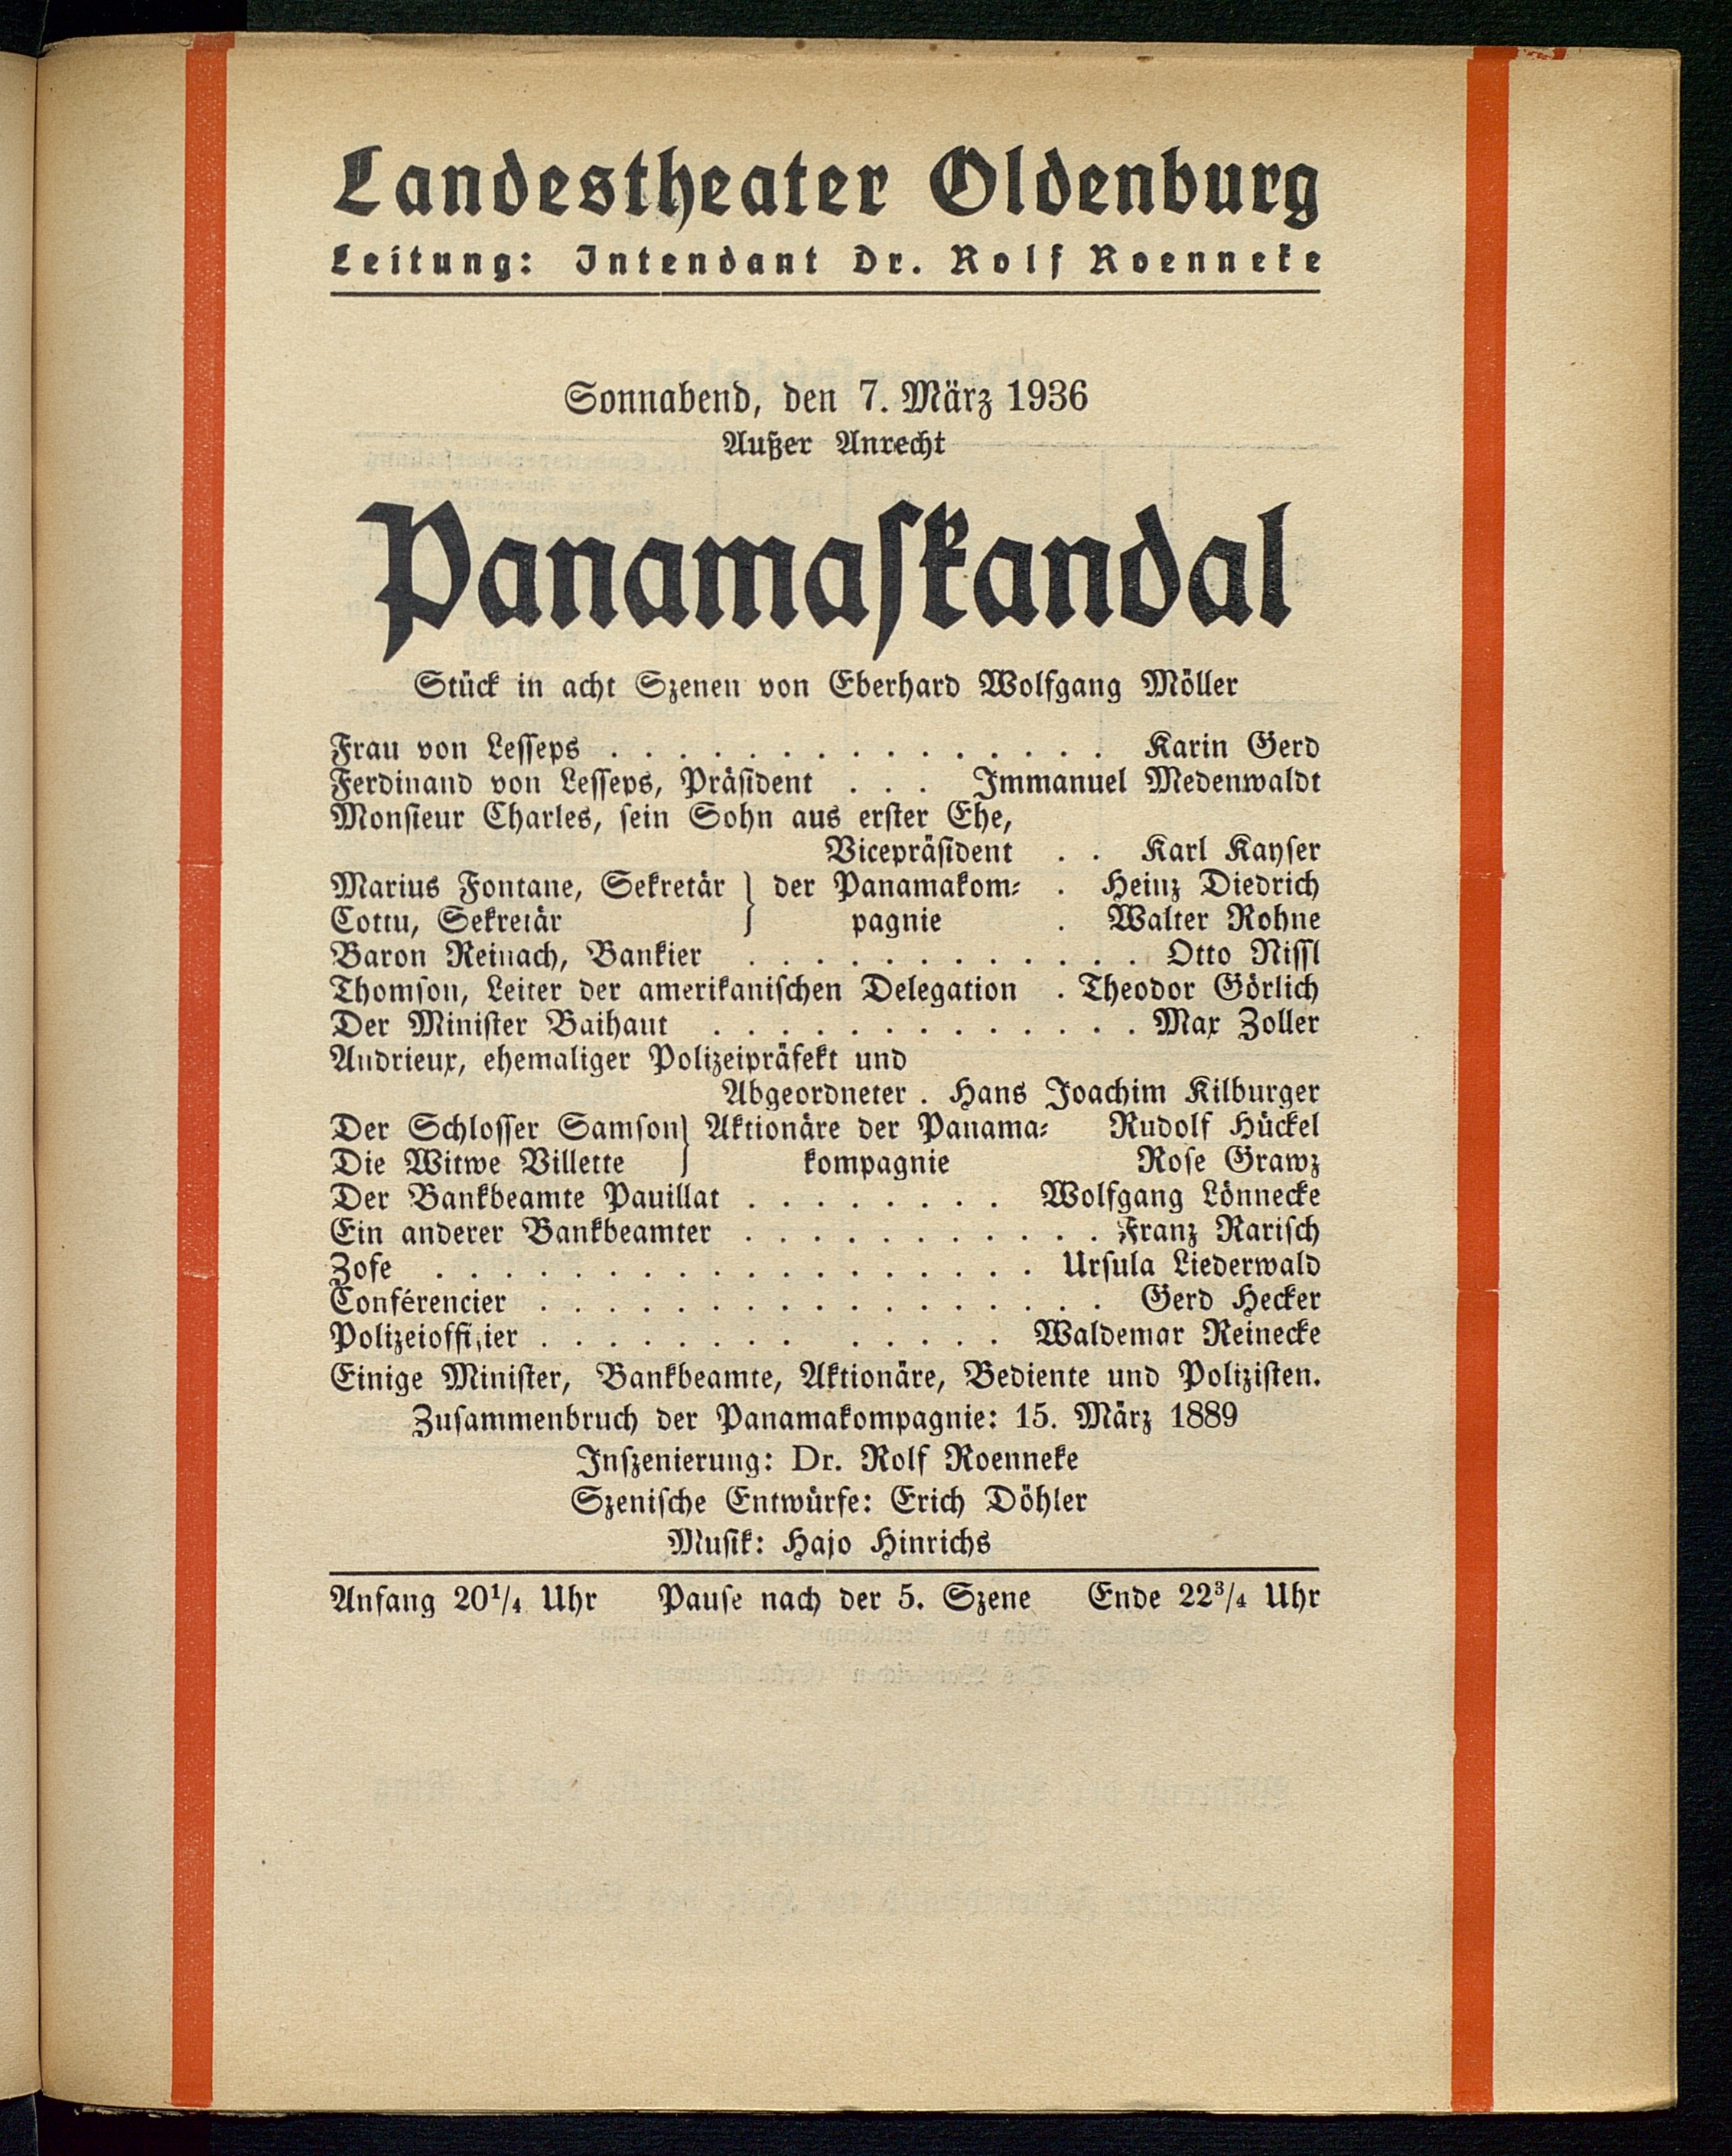 Landestheater Oldenburg
Leitung: Intendant Dr. Rolf Roenneke
Sonnabend, den 7. März 1936
Außer Anrecht
Panamaſkandal
Stück in acht Szenen von Eberhard Wolfgang Möller
Frau von Leſſeps . . . . . . . . . . . . . . . Karin Gerd
Ferdinand von Leſſeps, Präſident . . . Immanuel Medenwaldt
Monſieur Charles, ſein Sohn aus erſter Ehe,
Vicepräſident . . Karl Kayſer
Marius Fontane, Sekretär } der Panamakom- . Heinz Diedrich
Cottu, Sekretär } pagnie . Walter Rohne
Baron Reinach, Bankier . . . . . . . . . . . . Otto Niſſl
Thomſon, Leiter der amerikaniſchen Delegation . Theodor Görlich
Der Miniſter Baihaut . . . . . . . . . . . . . Max Zoller
Andrieux, ehemaliger Polizeipräfekt und
Abgeordneter . Hans Joachim Kilburger
Der Schloſſer Samſon } Aktionäre der Panama- Rudolf Hückel
Die Witwe Villette } kompagnie Roſe Grawz
Der Bankbeamte Pauillat . . . . . . . . Wolfgang Lönnecke
Ein anderer Bankbeamter . . . . . . . . . . . Franz Rariſch
Zofe . . . . . . . . . . . . . . . . . . Urſula Liederwald
Conférencier . . . . . . . . . . . . . . . . . Gerd Hecker
Polizeioffizier . . . . . . . . . . . . . Waldemar Reinecke
Einige Miniſter, Bankbeamte, Aktionäre, Bediente und Poliziſten.
Zuſammenbruch der Panamakompagnie: 15. März 1889
Inſzenierung: Dr. Rolf Roenneke
Szeniſche Entwürfe: Erich Döhler
Muſik: Hajo Hinrichs
Anfang 20¹/₄ Uhr Pauſe nach der 5. Szene Ende 22³/₄ Uhr